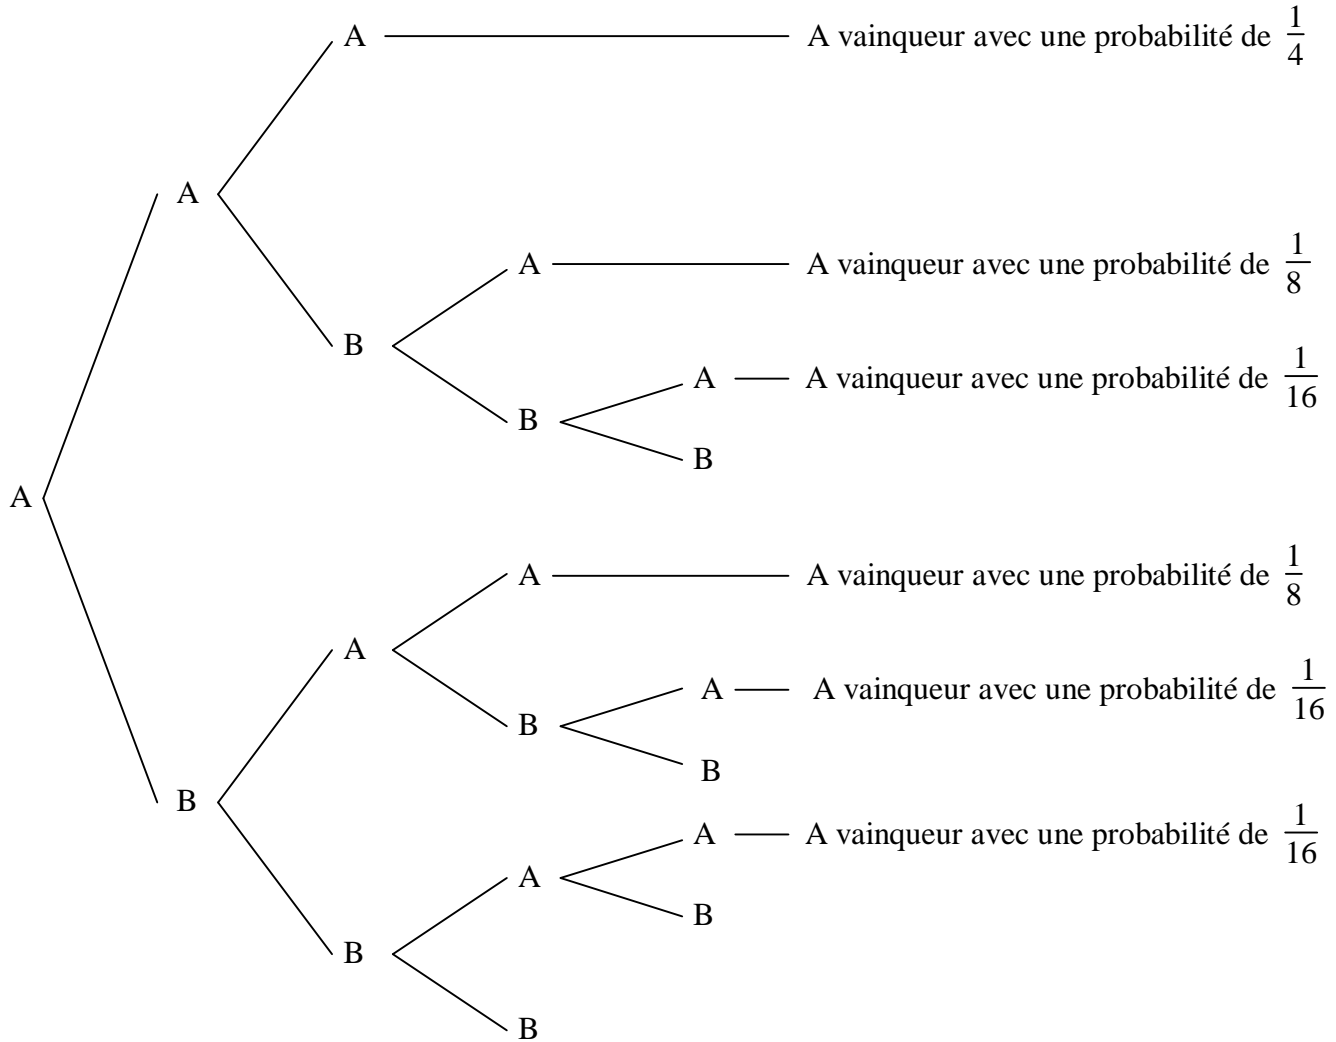 A A vainqueur avec une probabilité de 1/4
A
A A vainqueur avec une probabilité de 1/8
B
A A vainqueur avec une probabilité de 1/16
B
B
A
A A vainqueur avec une probabilité de 1/8
A
A A vainqueur avec une probabilité de 1/16
B
B
B
A A vainqueur avec une probabilité de 1/16
A
B
B
B